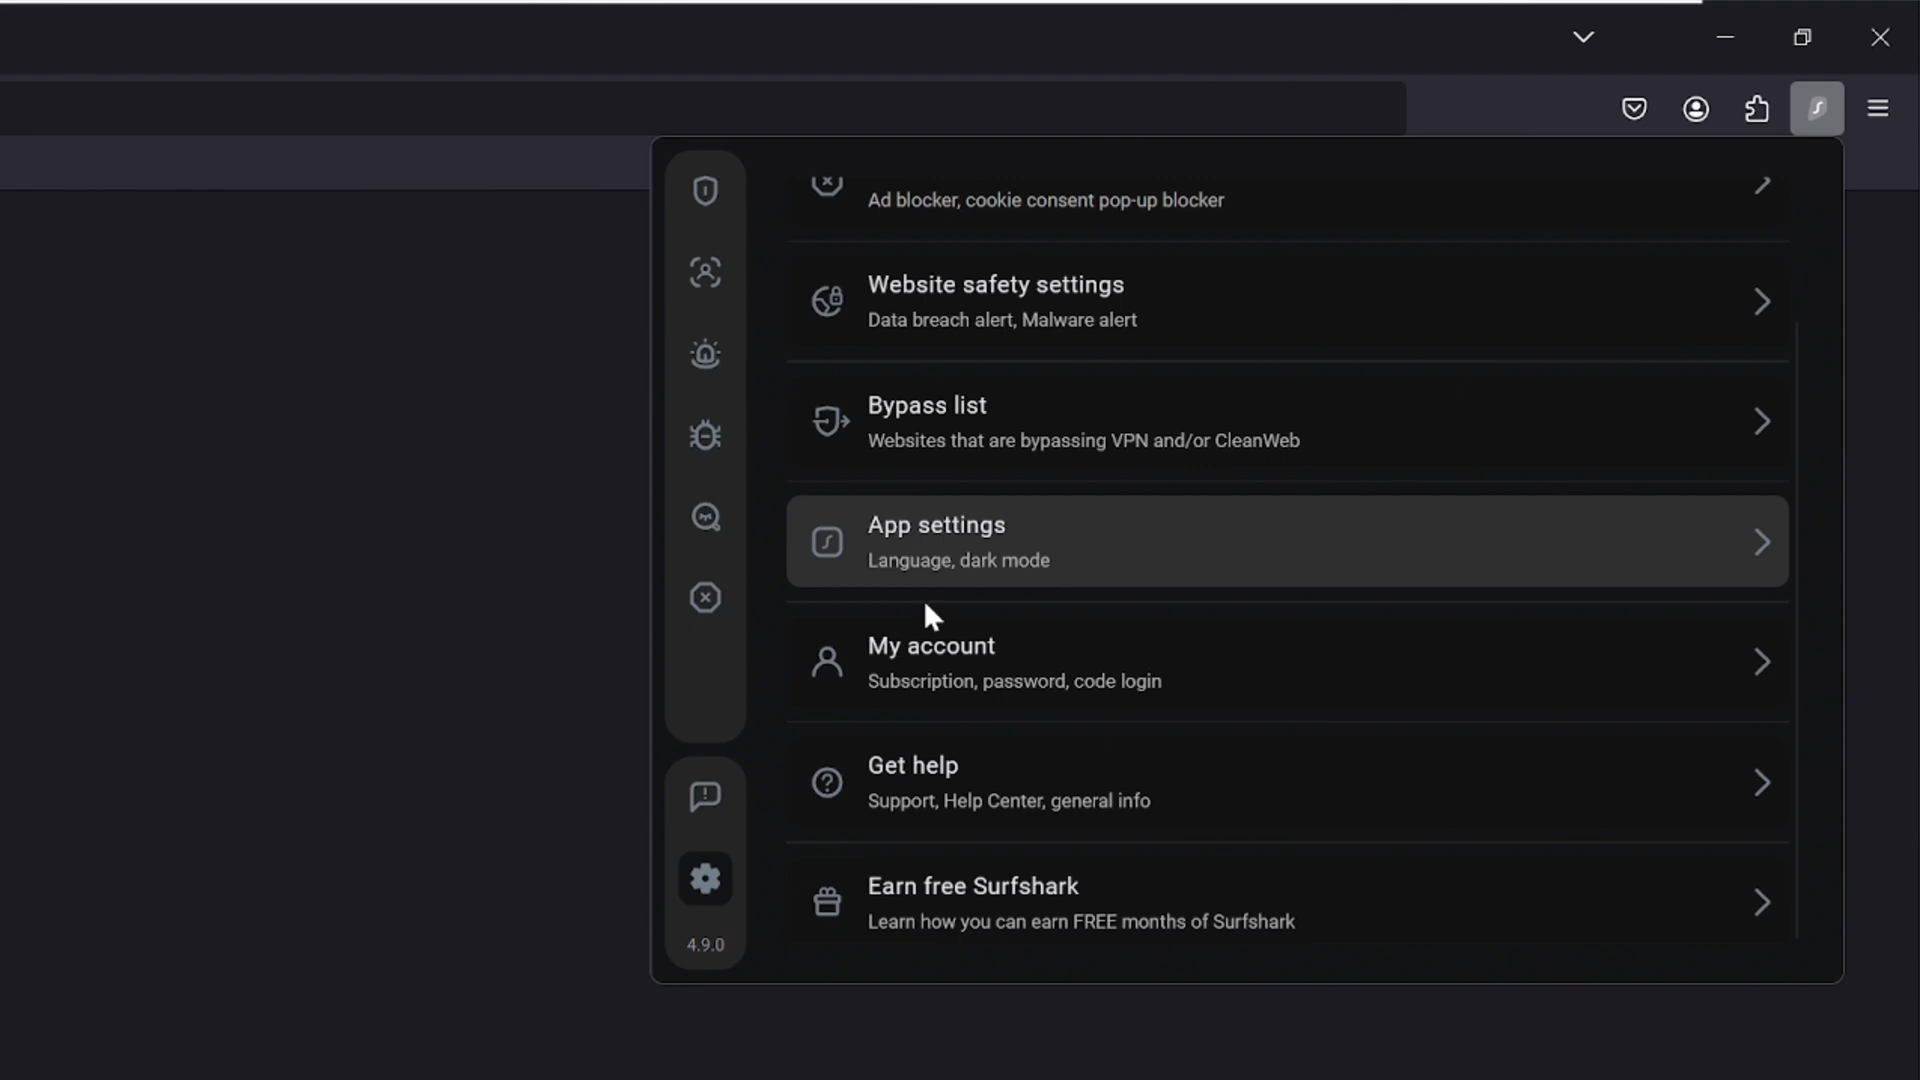 Ad blocker, cookie consent pop-up blocker
Website safety settings
Data breach alert, Malware alert
Bypass list
Websites that are bypassing VPN and/or CleanWeb
App settings
Language, dark mode
My account
Subscription, password, code login
Get help
Support, Help Center, general info
Earn free Surfshark
Learn how you can earn FREE months of Surfshark
4.9.0